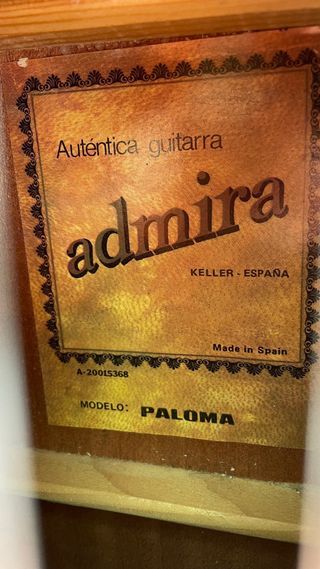 Auténtica guitarra
admira
KELLER - ESPAÑA
Made in Spain
A-20015368
MODELO: PALOMA